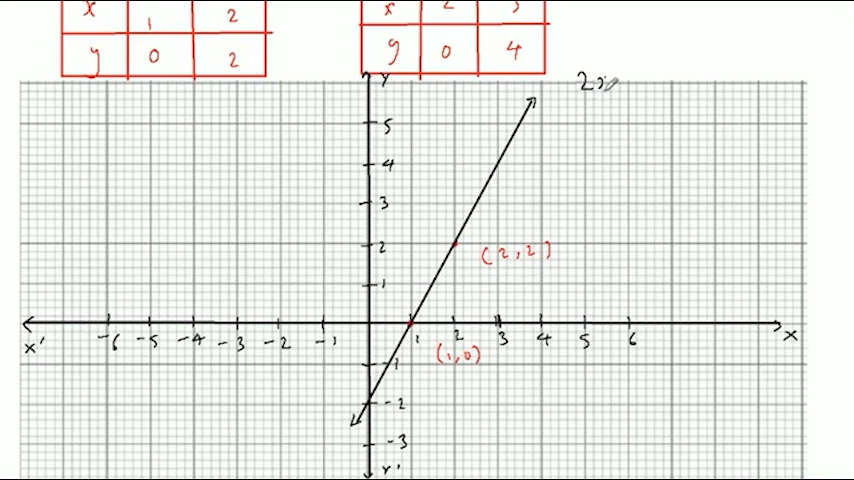 x 1 2
y 0 2
x 2 3
y 0 4
Y
2x
5
4
3
2
(2,2)
1
x' -6 -5 -4 -3 -2 -1 1 2 3 4 5 6 x
(1,0)
-1
-2
-3
Y'